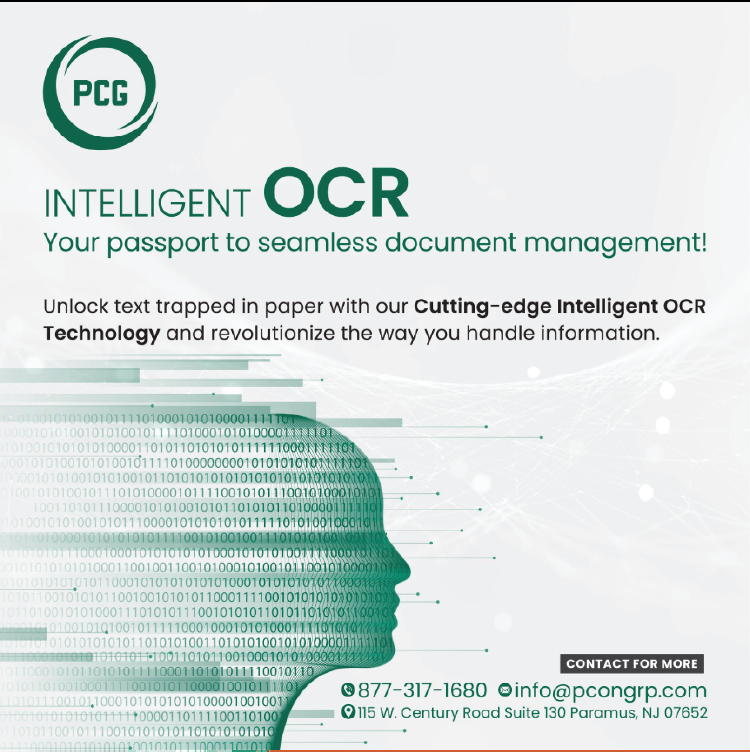 PCG
INTELLIGENT OCR
Your passport to seamless document management!
Unlock text trapped in paper with our Cutting-edge Intelligent OCR
Technology and revolutionize the way you handle information.
CONTACT FOR MORE
877-317-1680 info@pcongrp.com
115 W. Century Road Suite 130 Paramus, NJ 07652